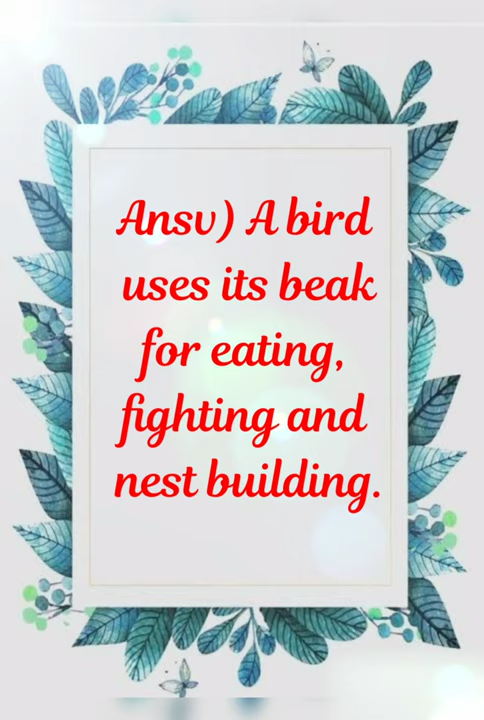 Ansv) A bird
uses its beak
for eating,
fighting and
nest building.